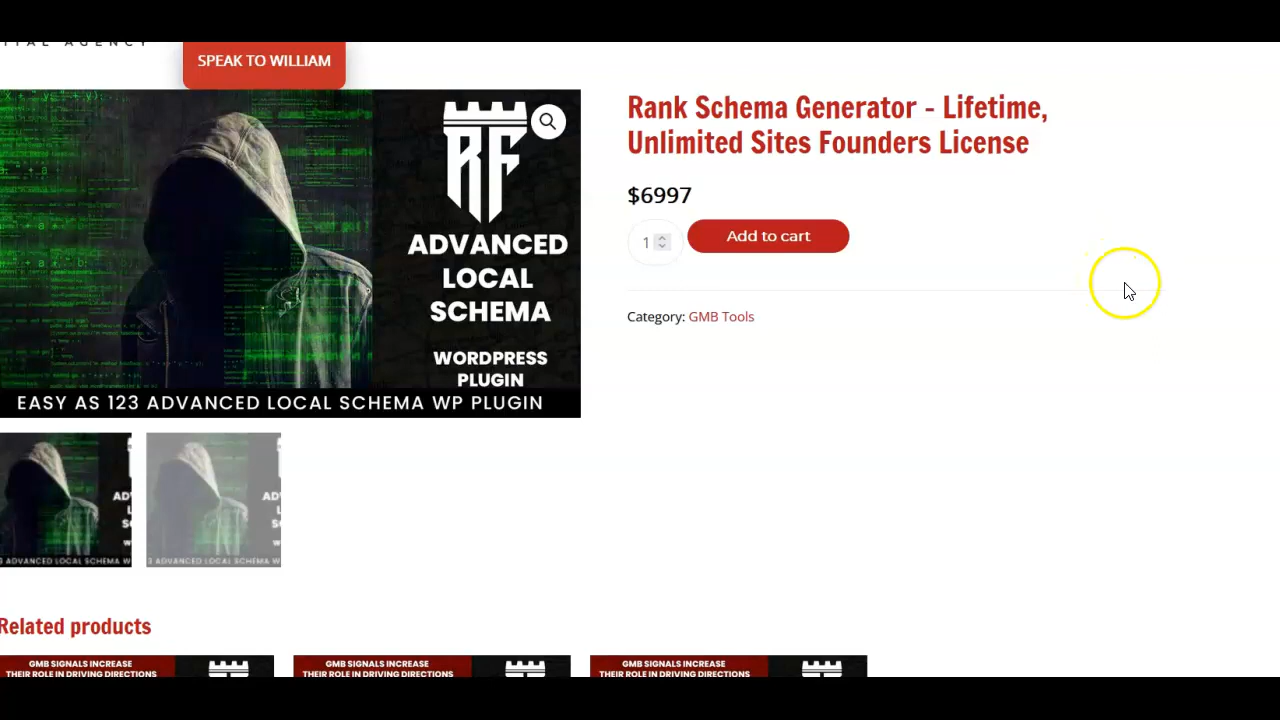 SPEAK TO WILLIAM
RF
ADVANCED
LOCAL
SCHEMA
WORDPRESS
PLUGIN
EASY AS 123 ADVANCED LOCAL SCHEMA WP PLUGIN
Rank Schema Generator - Lifetime,
Unlimited Sites Founders License
$6997
1
Add to cart
Category: GMB Tools
3 ADVANCED LOCAL SCHEMA W
Related products
GMB SIGNALS INCREASE
THEIR ROLE IN DRIVING DIRECTIONS
GMB SIGNALS INCREASE
THEIR ROLE IN DRIVING DIRECTIONS
GMB SIGNALS INCREASE
THEIR ROLE IN DRIVING DIRECTIONS